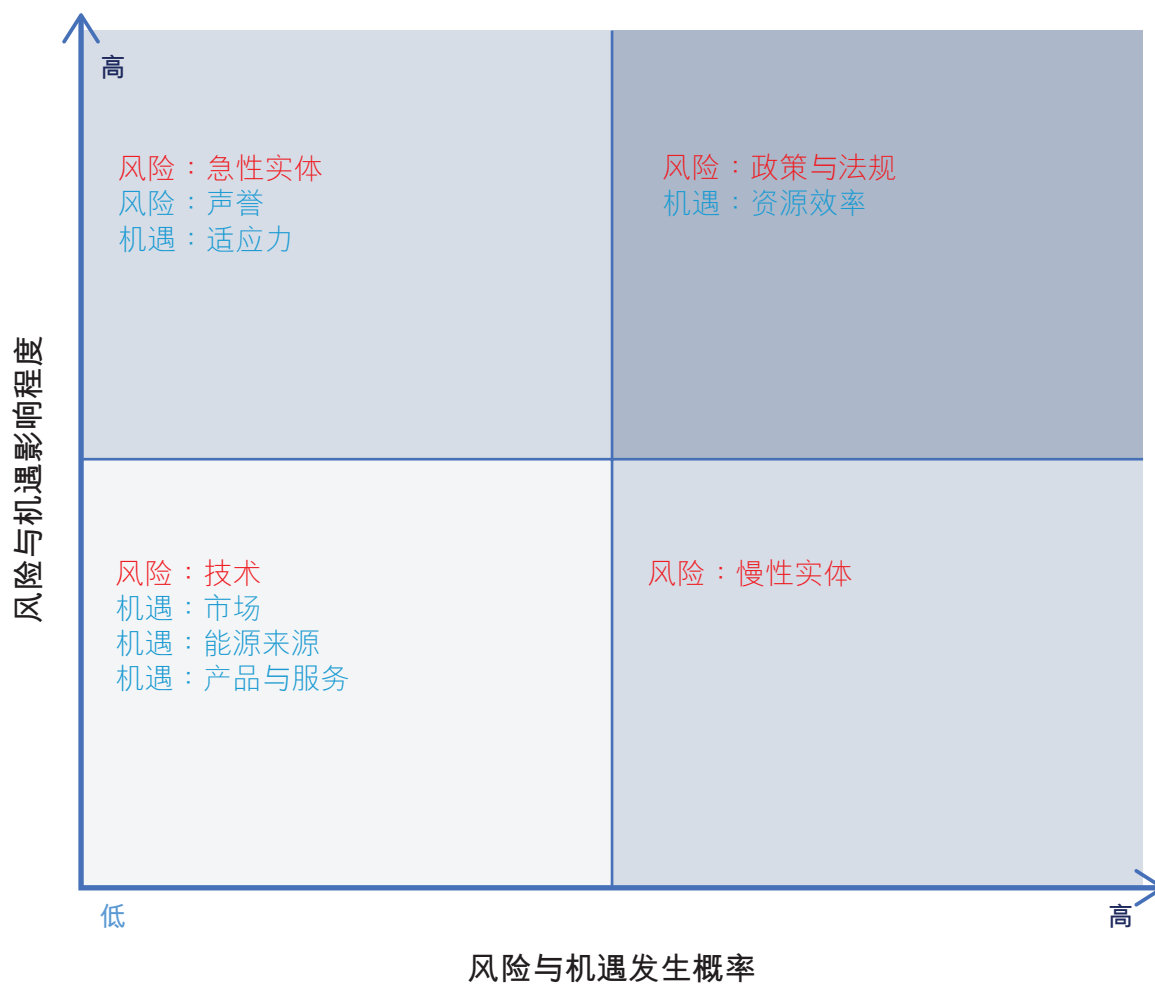 高
风险：急性实体
风险：声誉
机遇：适应力
风险：政策与法规
机遇：资源效率
风险与机遇影响程度
风险：技术
机遇：市场
机遇：能源来源
机遇：产品与服务
风险：慢性实体
低
高
风险与机遇发生概率